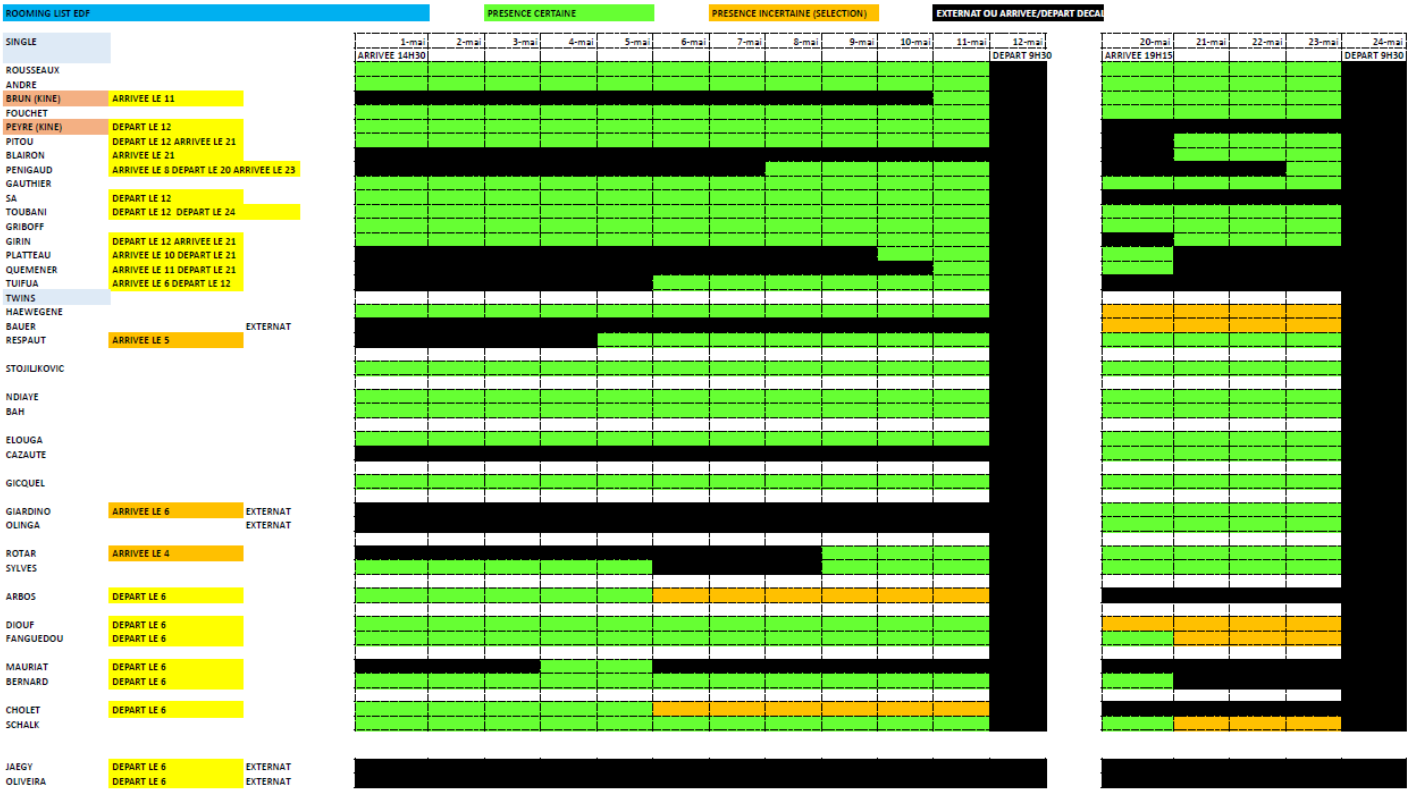 ROOMING LIST EDF PRESENCE CERTAINE PRESENCE INCERTAINE (SELECTION) EXTERNAT OU ARRIVEE/DEPART DECAL
SINGLE 1-mai 2-mai 3-mai 4-mai 5-mai 6-mai 7-mai 8-mai 9-mai 10-mai 11-mai 12-mai 20-mai 21-mai 22-mai 23-mai 24-mai
ARRIVEE 14H30 DEPART 9H30 ARRIVEE 19H15 DEPART 9H30
ROUSSEAUX
ANDRE
BRUN (KINE) ARRIVEE LE 11
FOUCHET
PEYRE (KINE) DEPART LE 12
PITOU DEPART LE 12 ARRIVEE LE 21
BLAIRON ARRIVEE LE 21
PENIGAUD ARRIVEE LE 8 DEPART LE 20 ARRIVEE LE 23
GAUTHIER
SA DEPART LE 12
TOUBANI DEPART LE 12 DEPART LE 24
GRIBOFF
GIRIN DEPART LE 12 ARRIVEE LE 21
PLATTEAU ARRIVEE LE 10 DEPART LE 21
QUEMENER ARRIVEE LE 11 DEPART LE 21
TUIFUA ARRIVEE LE 6 DEPART LE 12
TWINS
HAEWEGENE
BAUER EXTERNAT
RESPAUT ARRIVEE LE 5
STOJILJKOVIC
NDIAYE
BAH
ELOUGA
CAZAUTE
GICQUEL
GIARDINO ARRIVEE LE 6 EXTERNAT
OLINGA EXTERNAT
ROTAR ARRIVEE LE 4
SYLVES
ARBOS DEPART LE 6
DIOUF DEPART LE 6
FANGUEDOU DEPART LE 6
MAURIAT DEPART LE 6
BERNARD DEPART LE 6
CHOLET DEPART LE 6
SCHALK
JAEGY DEPART LE 6 EXTERNAT
OLIVEIRA DEPART LE 6 EXTERNAT